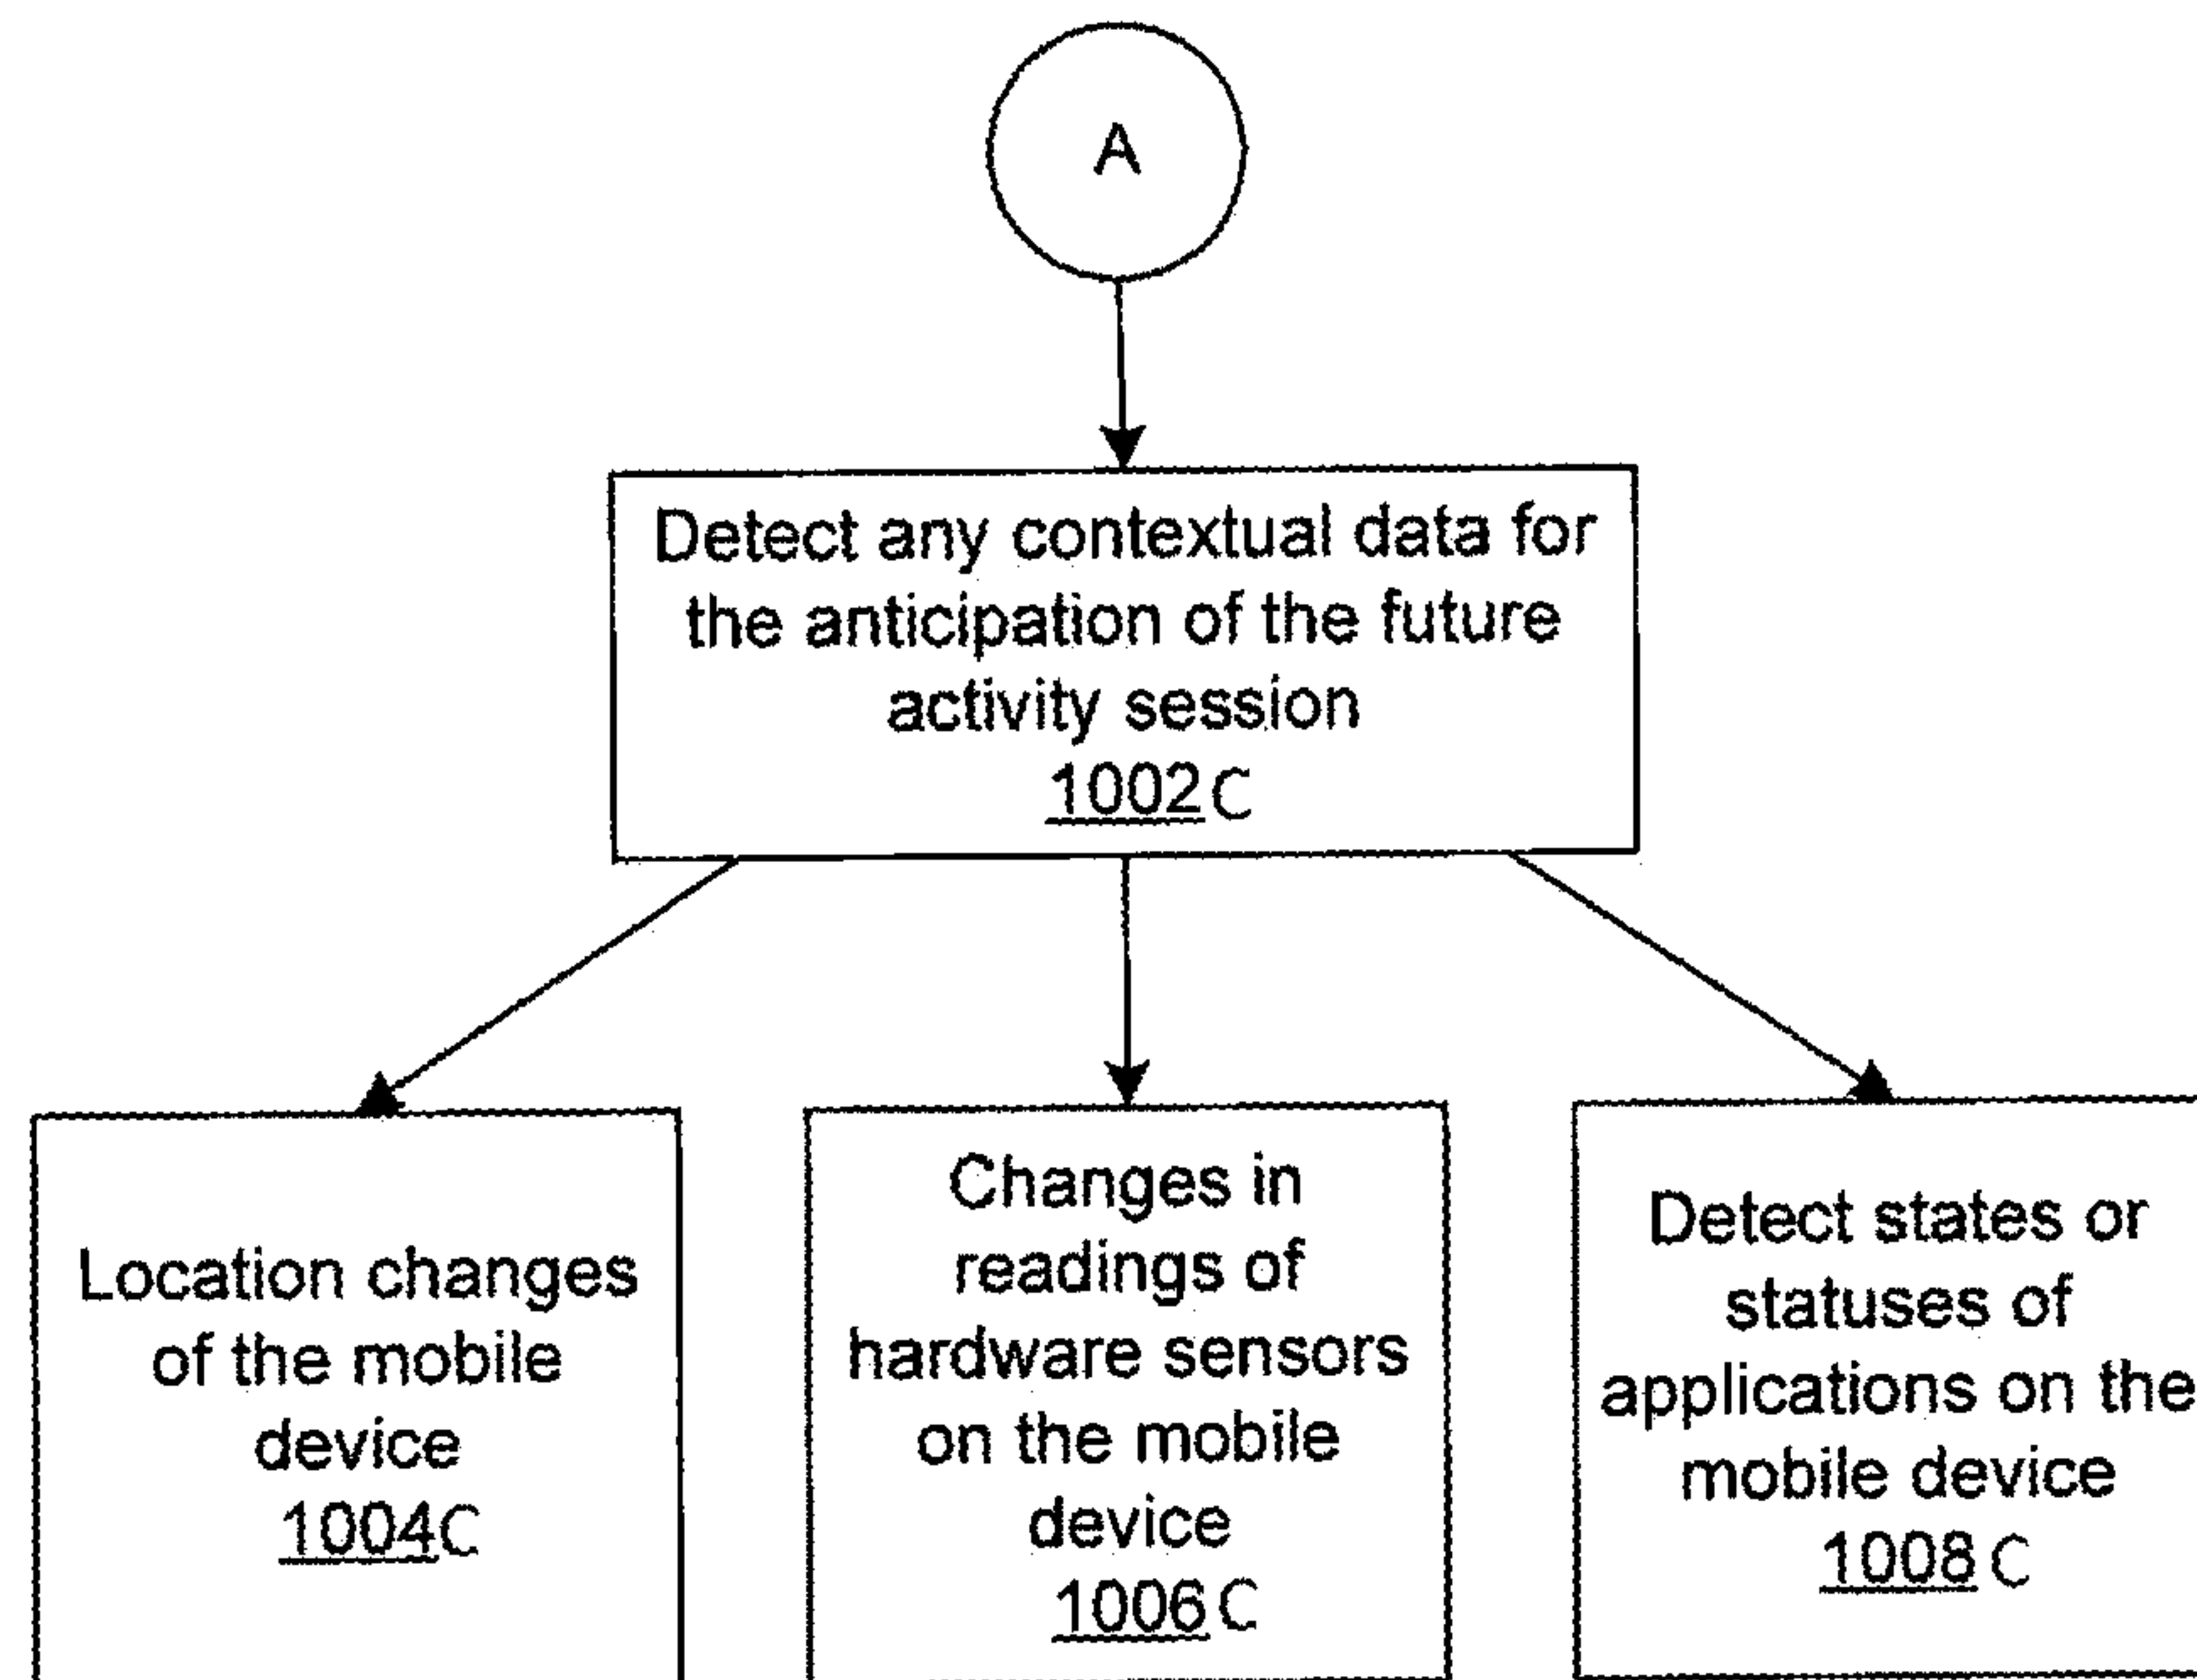 A
Detect any contextual data for
the anticipation of the future
activity session
1002C
Location changes
of the mobile
device
1004C
Changes in
readings of
hardware sensors
on the mobile
device
1006C
Detect states or
statuses of
applications on the
mobile device
1008C